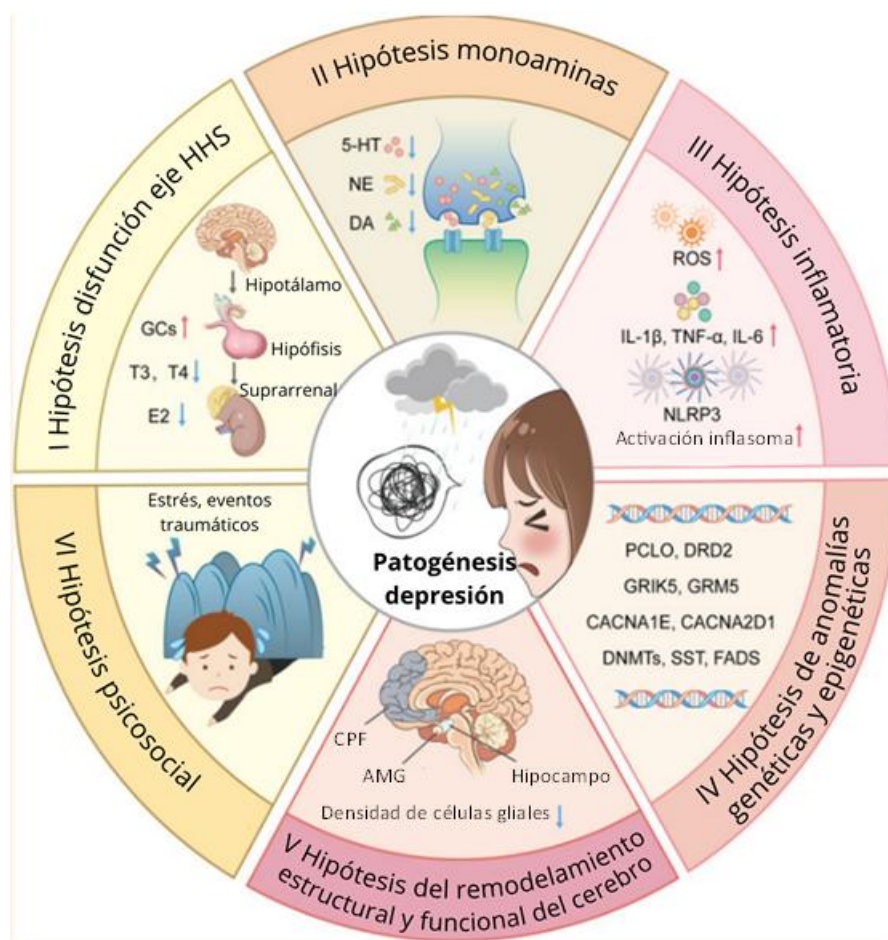 I Hipótesis disfunción eje HHS
Hipotálamo
GCs
Hipófisis
T3, T4
Suprarrenal
E2
II Hipótesis monoaminas
5-HT
NE
DA
III Hipótesis inflamatoria
ROS
IL-1β, TNF-α, IL-6
NLRP3
Activación inflasoma
IV Hipótesis de anomalías
genéticas y epigenéticas
PCLO, DRD2
GRIK5, GRM5
CACNA1E, CACNA2D1
DNMTs, SST, FADS
V Hipótesis del remodelamiento
estructural y funcional del cerebro
CPF
AMG
Hipocampo
Densidad de células gliales
VI Hipótesis psicosocial
Estrés, eventos
traumáticos
Patogénesis
depresión